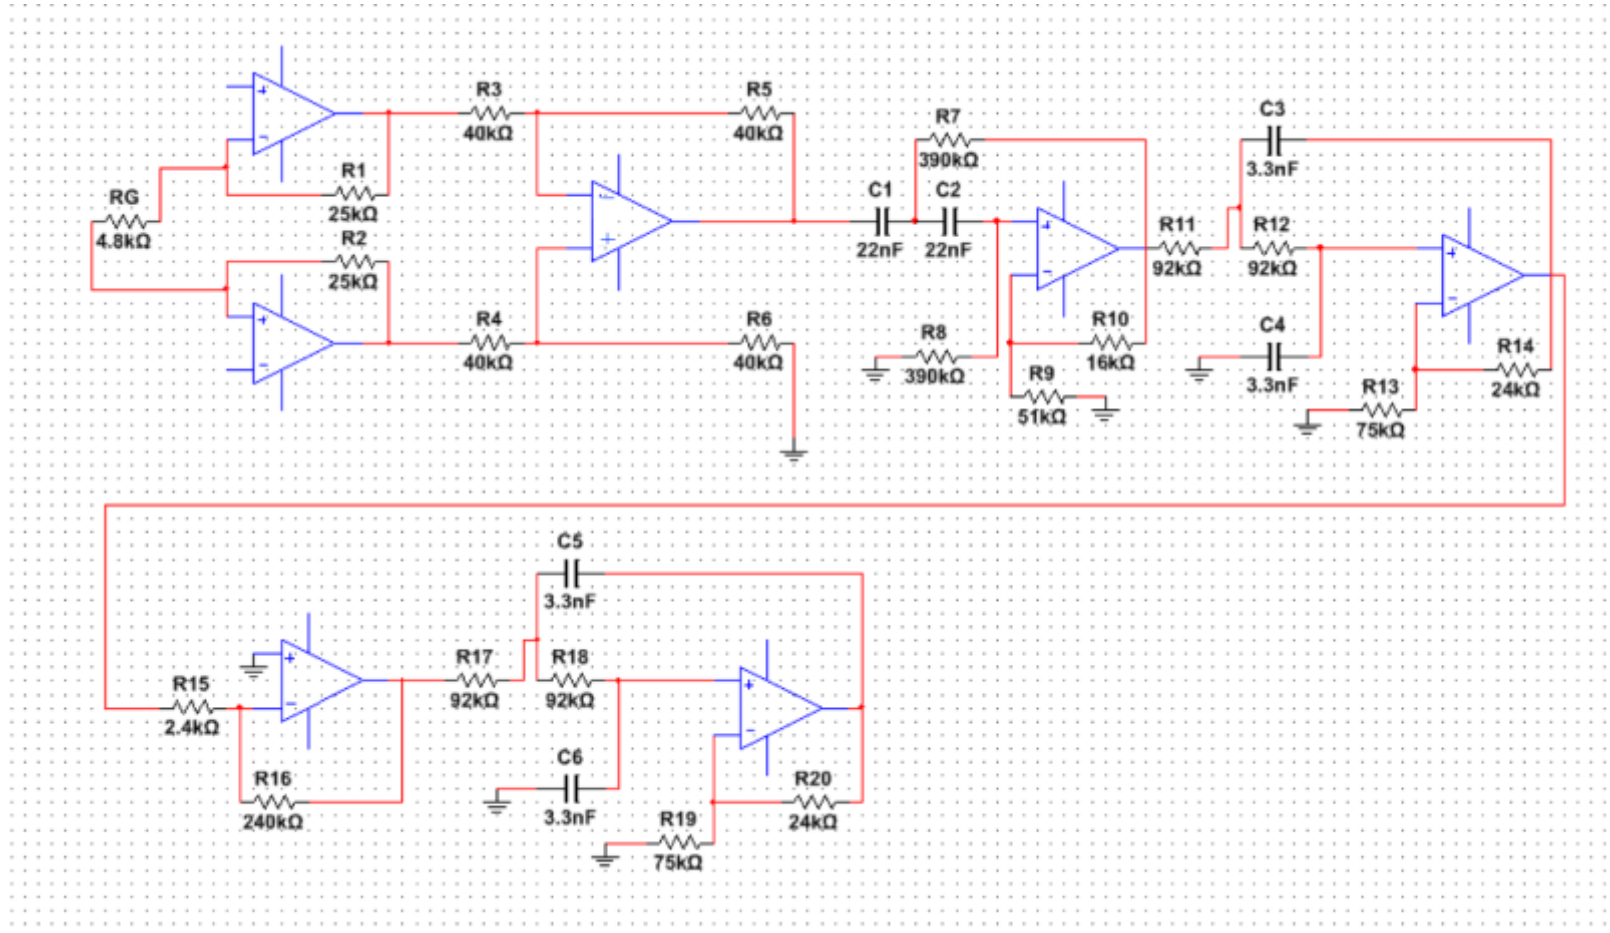 R3
40kΩ
R5
40kΩ
R1
25kΩ
RG
4.8kΩ
R2
25kΩ
R4
40kΩ
R6
40kΩ
R7
390kΩ
C1
22nF
C2
22nF
R8
390kΩ
R10
16kΩ
R9
51kΩ
R11
92kΩ
C3
3.3nF
R12
92kΩ
C4
3.3nF
R14
24kΩ
R13
75kΩ
C5
3.3nF
R15
2.4kΩ
R16
240kΩ
R17
92kΩ
R18
92kΩ
C6
3.3nF
R20
24kΩ
R19
75kΩ